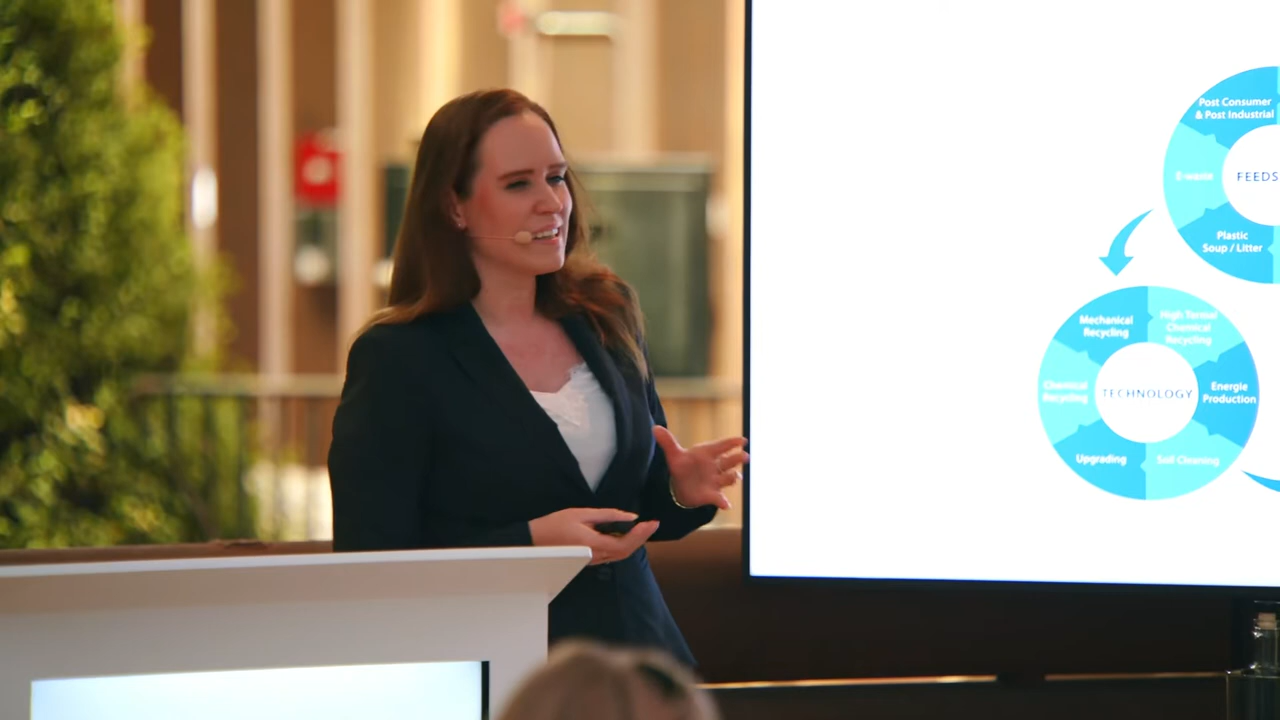 Post Consumer
& Post Industrial
E-waste
FEEDS
Plastic
Soup / Litter
Mechanical
Recycling
High Termal
Chemical
Recycling
Chemical
Recycling
TECHNOLOGY
Energie
Production
Upgrading
Soil Cleaning